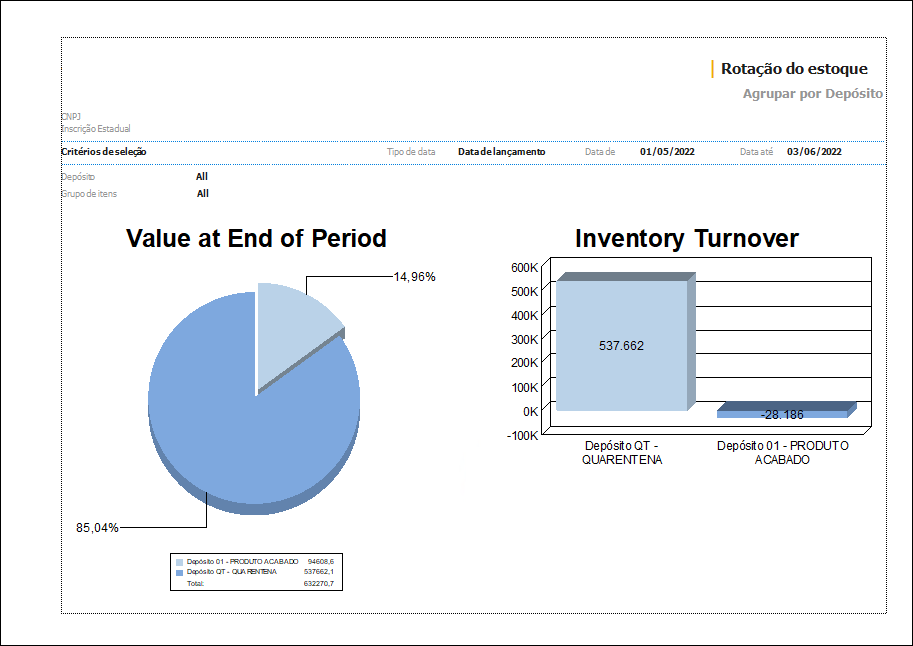 Rotação do estoque
Agrupar por Depósito
CNPJ
Inscrição Estadual
Critérios de seleção Tipo de data Data de lançamento Data de 01/05/2022 Data até 03/06/2022
Depósito All
Grupo de itens All
Value at End of Period
14,96%
85,04%
Depósito 01 - PRODUTO ACABADO 94608,6
Depósito QT - QUARENTENA 537662,1
Total: 632270,7
Inventory Turnover
600K
500K
400K
300K
200K
100K
0K
-100K
537.662
-28.186
Depósito QT -
QUARENTENA
Depósito 01 - PRODUTO
ACABADO